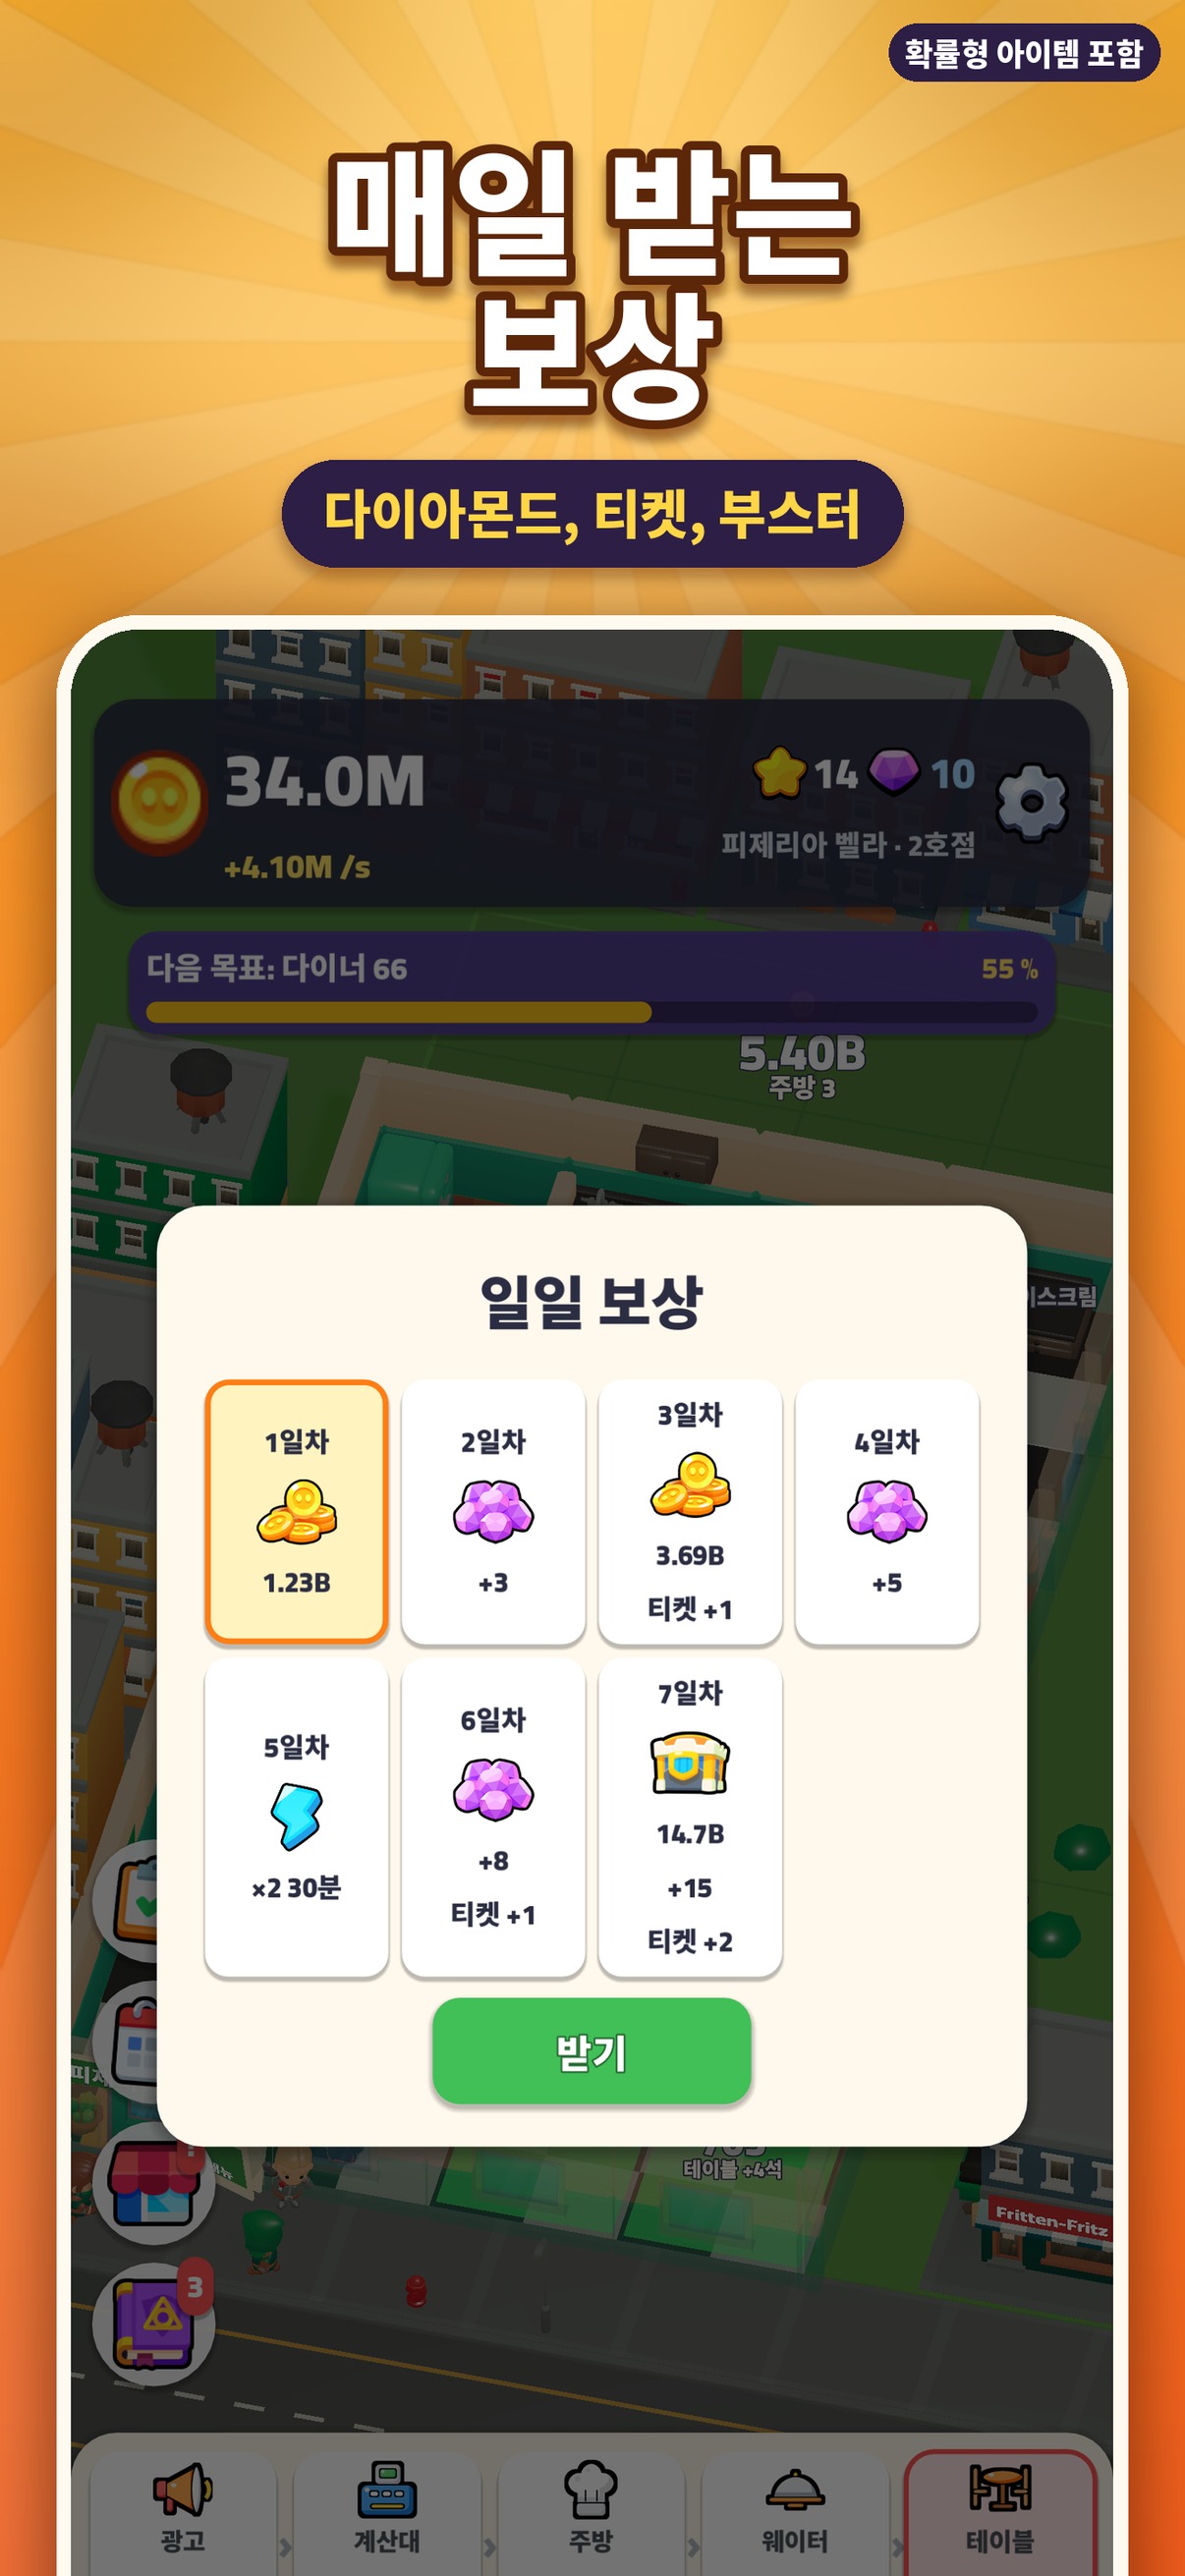 확률형 아이템 포함
매일 받는
보상
다이아몬드, 티켓, 부스터
34.0M
14
10
+4.10M /s
피제리아 벨라 · 2호점
다음 목표: 다이너 66
55 %
5.40B
주방 3
일일 보상
이스크림
1일차
1.23B
2일차
+3
3일차
3.69B
티켓 +1
4일차
+5
5일차
×2 30분
6일차
+8
티켓 +1
7일차
14.7B
+15
티켓 +2
받기
테이블 +4석
Fritten-Fritz
3
광고
계산대
주방
웨이터
테이블